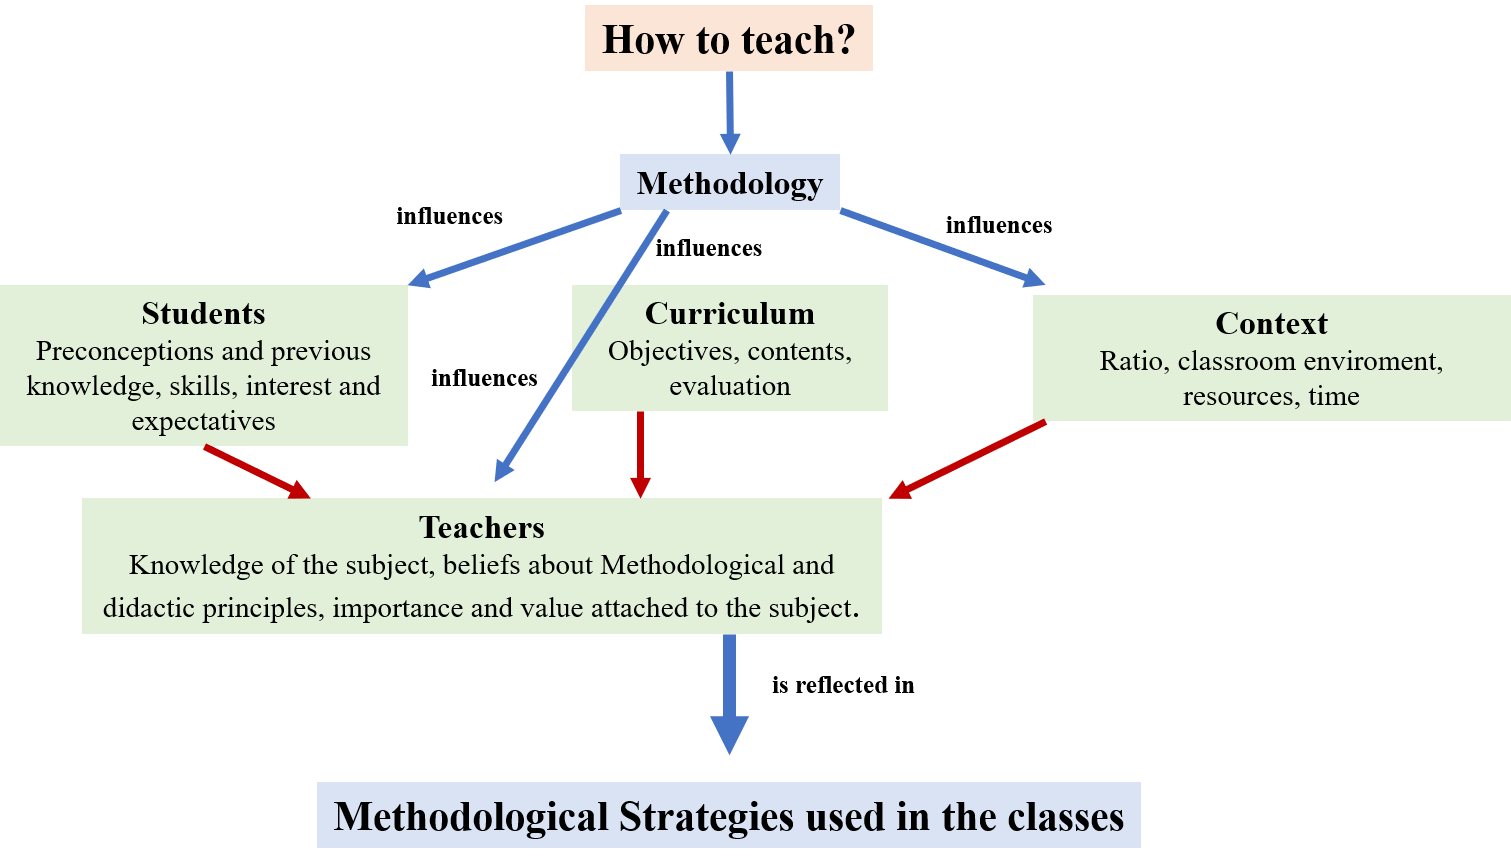 How to teach?
Methodology
influences
influences
influences
Students
Preconceptions and previous
knowledge, skills, interest and
expectatives
Curriculum
Objectives, contents,
evaluation
Context
Ratio, classroom enviroment,
resources, time
influences
Teachers
Knowledge of the subject, beliefs about Methodological and
didactic principles, importance and value attached to the subject.
is reflected in
Methodological Strategies used in the classes